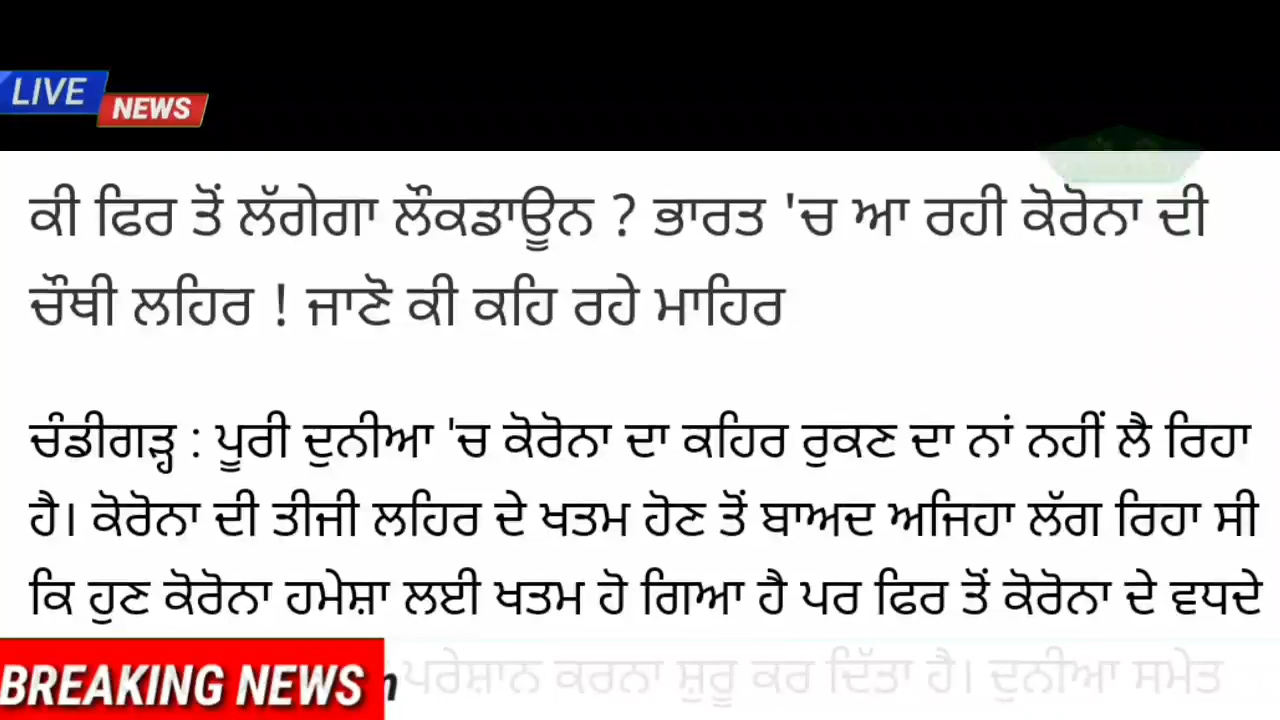 LIVE
NEWS
ਕੀ ਫਿਰ ਤੋਂ ਲੱਗੇਗਾ ਲੌਕਡਾਊਨ ? ਭਾਰਤ 'ਚ ਆ ਰਹੀ ਕੋਰੋਨਾ ਦੀ
ਚੌਥੀ ਲਹਿਰ ! ਜਾਣੋ ਕੀ ਕਹਿ ਰਹੇ ਮਾਹਿਰ
ਚੰਡੀਗੜ੍ਹ : ਪੂਰੀ ਦੁਨੀਆ 'ਚ ਕੋਰੋਨਾ ਦਾ ਕਹਿਰ ਰੁਕਣ ਦਾ ਨਾਂ ਨਹੀਂ ਲੈ ਰਿਹਾ
ਹੈ। ਕੋਰੋਨਾ ਦੀ ਤੀਜੀ ਲਹਿਰ ਦੇ ਖਤਮ ਹੋਣ ਤੋਂ ਬਾਅਦ ਅਜਿਹਾ ਲੱਗ ਰਿਹਾ ਸੀ
ਕਿ ਹੁਣ ਕੋਰੋਨਾ ਹਮੇਸ਼ਾ ਲਈ ਖਤਮ ਹੋ ਗਿਆ ਹੈ ਪਰ ਫਿਰ ਤੋਂ ਕੋਰੋਨਾ ਦੇ ਵਧਦੇ
ਪਰੇਸ਼ਾਨ ਕਰਨਾ ਸ਼ੁਰੂ ਕਰ ਦਿੱਤਾ ਹੈ। ਦੁਨੀਆ ਸਮੇਤ
BREAKING NEWS